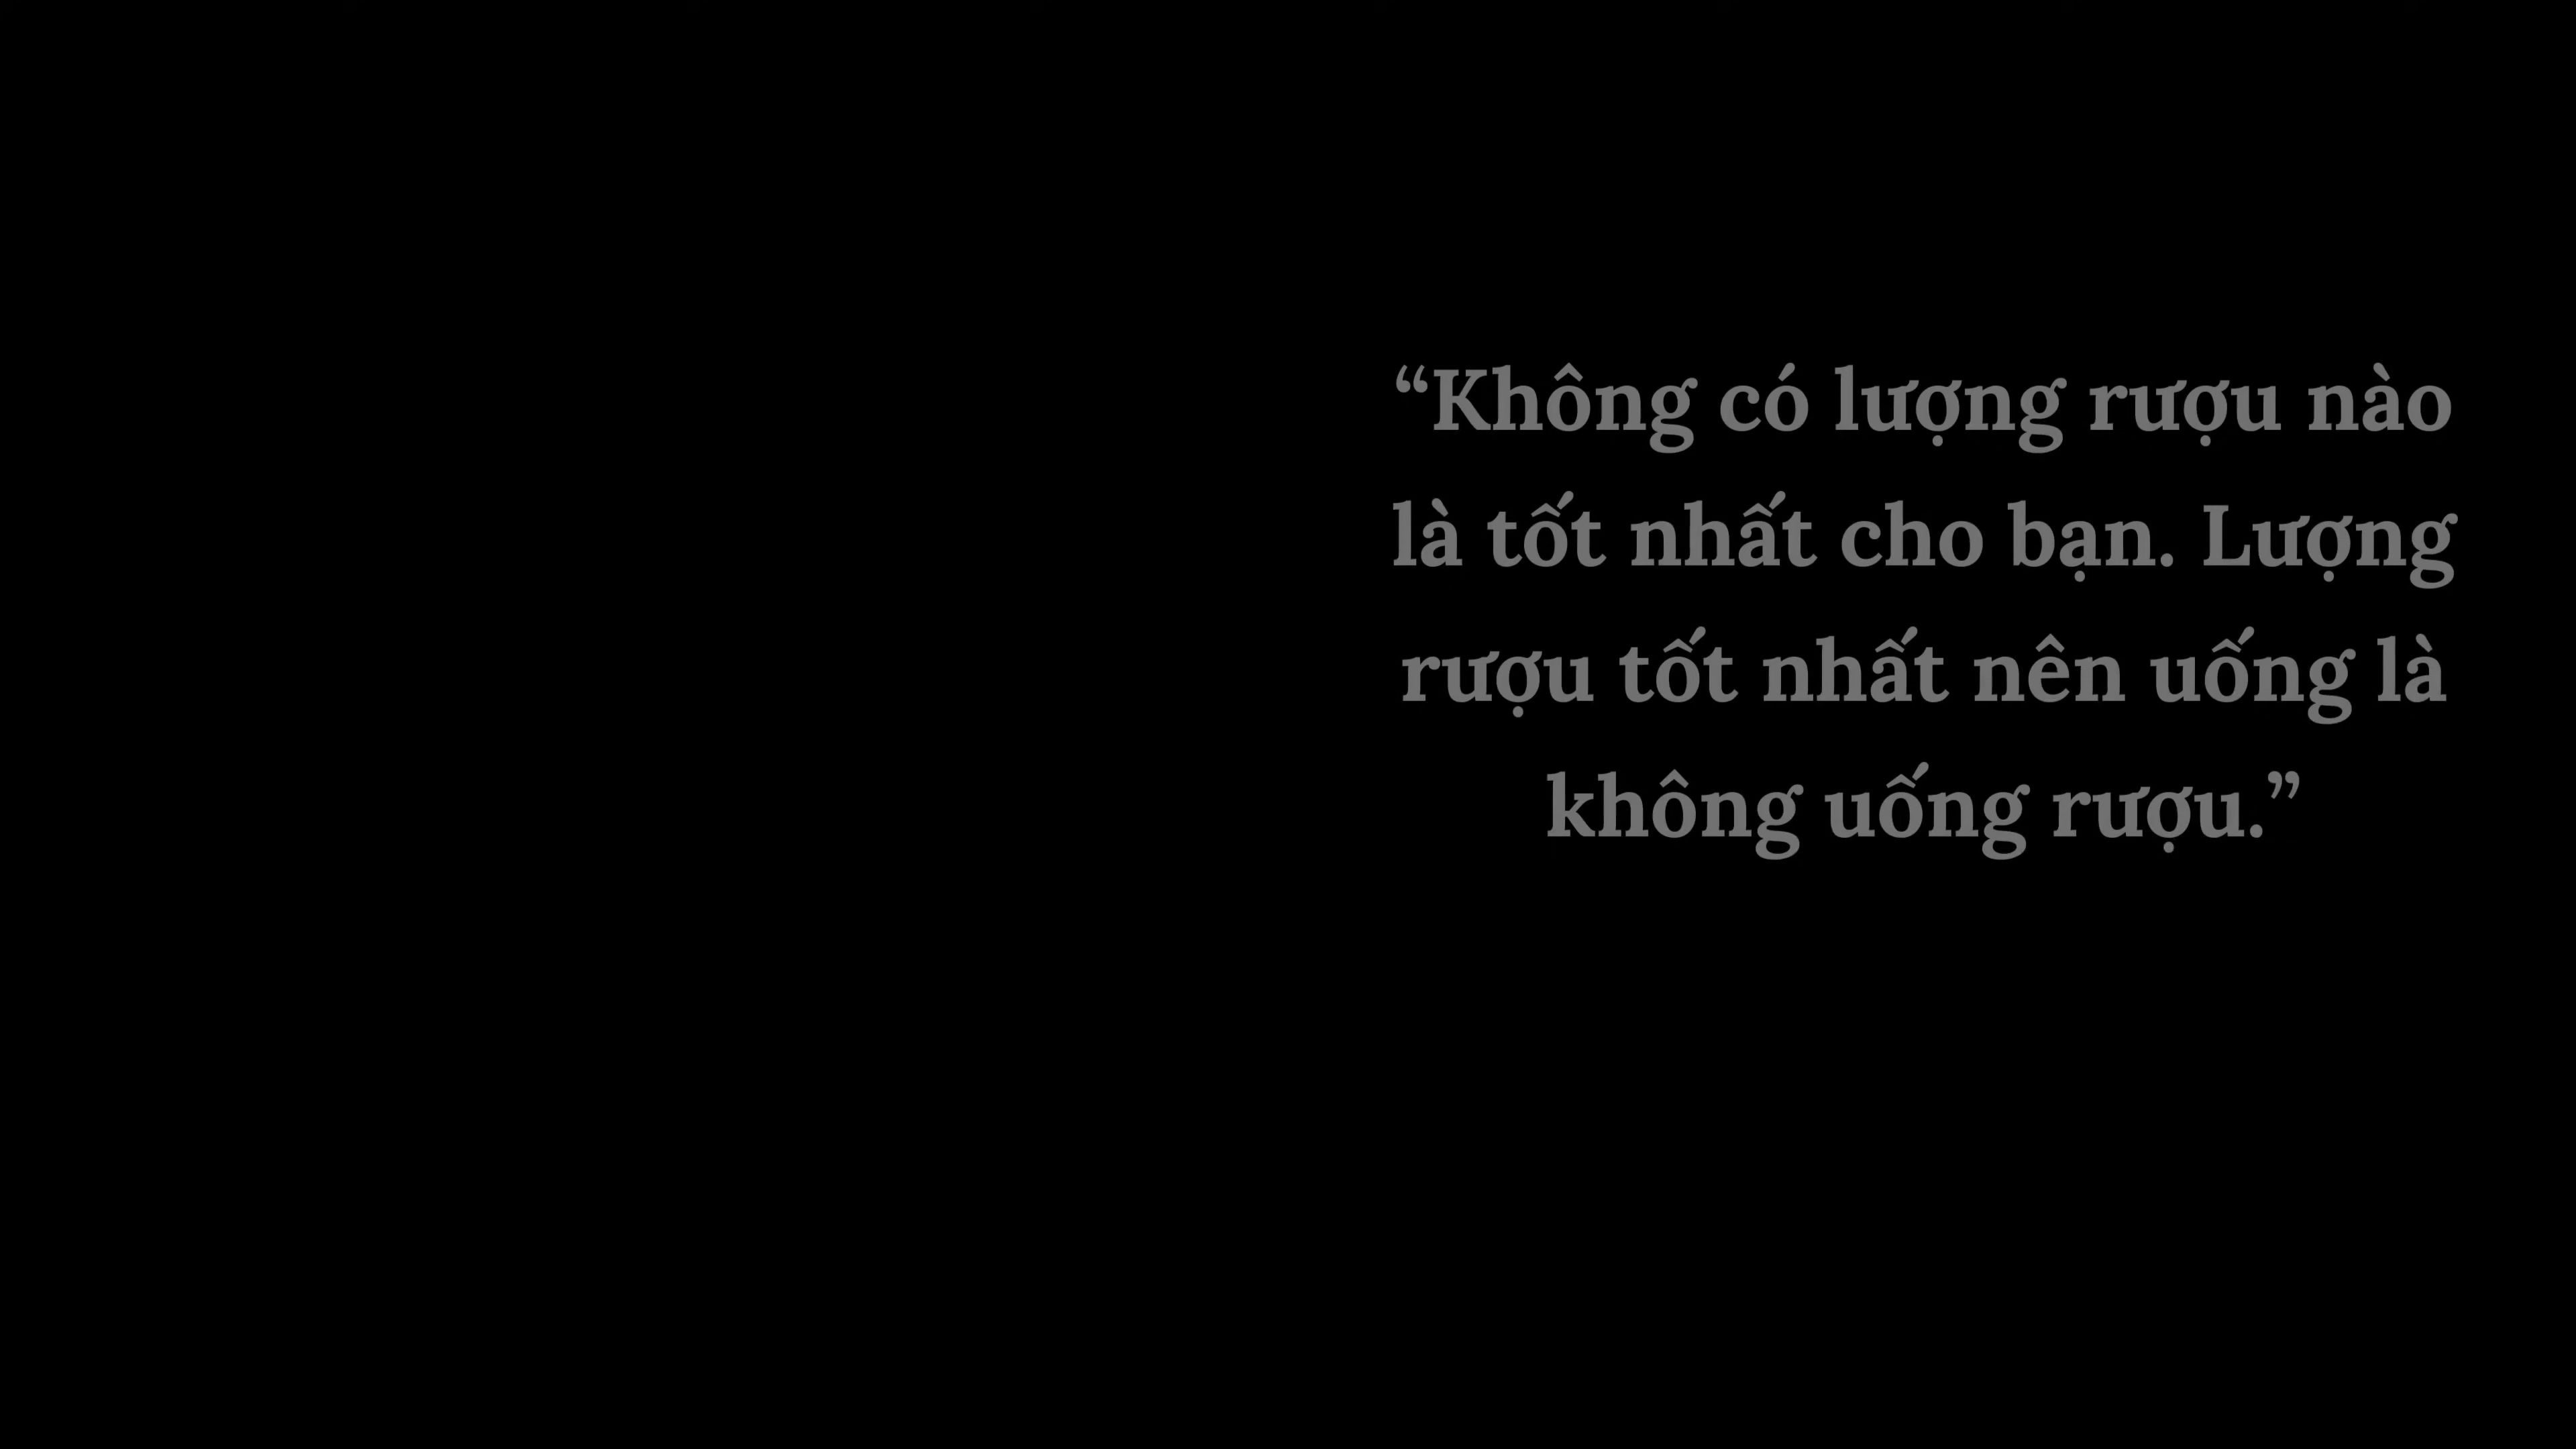 “Không có lượng rượu nào
là tốt nhất cho bạn. Lượng
rượu tốt nhất nên uống là
không uống rượu.”